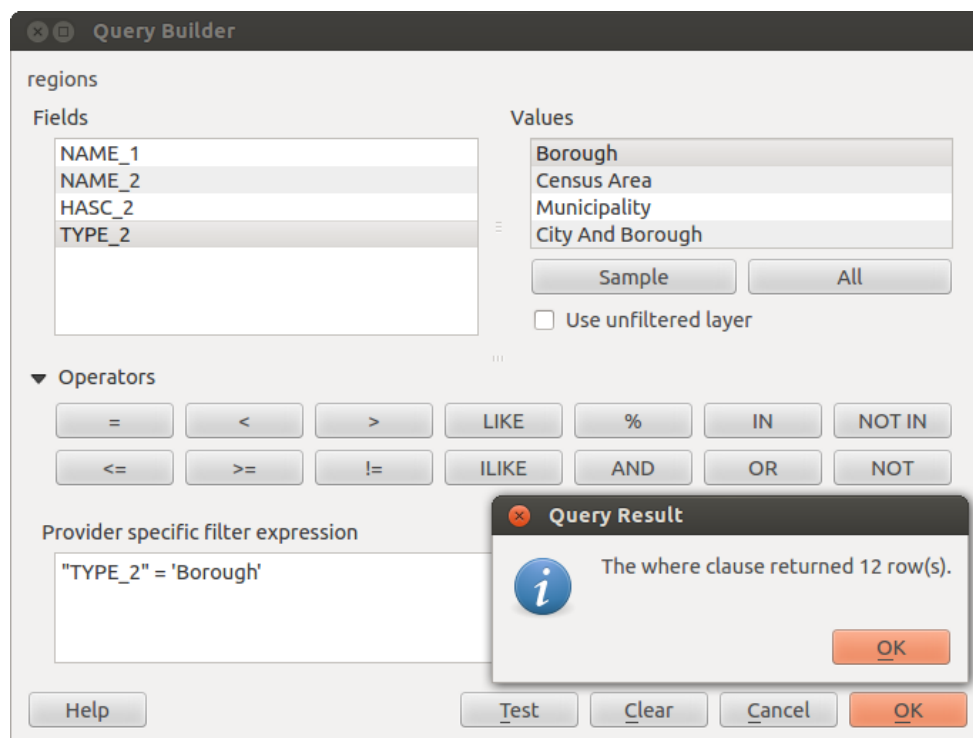 Query Builder
regions
Fields
Values
NAME_1
NAME_2
HASC_2
TYPE_2
Borough
Census Area
Municipality
City And Borough
Sample
All
Use unfiltered layer
Operators
= < > LIKE % IN NOT IN
<= >= != ILIKE AND OR NOT
Provider specific filter expression
"TYPE_2" = 'Borough'
Query Result
The where clause returned 12 row(s).
OK
Help Test Clear Cancel OK